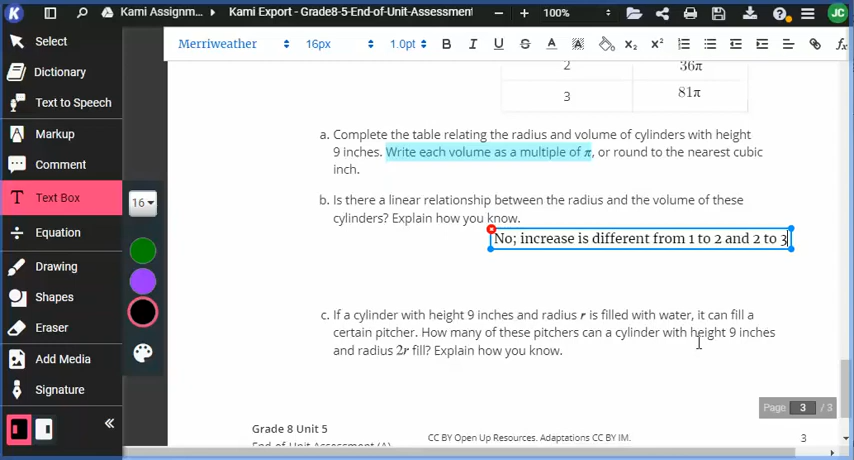 Kami Assignm...
Kami Export - Grade8-5-End-of-Unit-Assessment
100%
JC
Select
Dictionary
Text to Speech
Markup
Comment
Text Box
Equation
Drawing
Shapes
Eraser
Add Media
Signature
Merriweather
16px
1.0pt
B I U S A A X₂ X² fx
16
2 36π
3 81π
a. Complete the table relating the radius and volume of cylinders with height
9 inches. Write each volume as a multiple of π, or round to the nearest cubic
inch.
b. Is there a linear relationship between the radius and the volume of these
cylinders? Explain how you know.
No; increase is different from 1 to 2 and 2 to 3
c. If a cylinder with height 9 inches and radius r is filled with water, it can fill a
certain pitcher. How many of these pitchers can a cylinder with height 9 inches
and radius 2r fill? Explain how you know.
Page 3 / 3
Grade 8 Unit 5
End-of-Unit Assessment (A)
CC BY Open Up Resources. Adaptations CC BY IM.
3